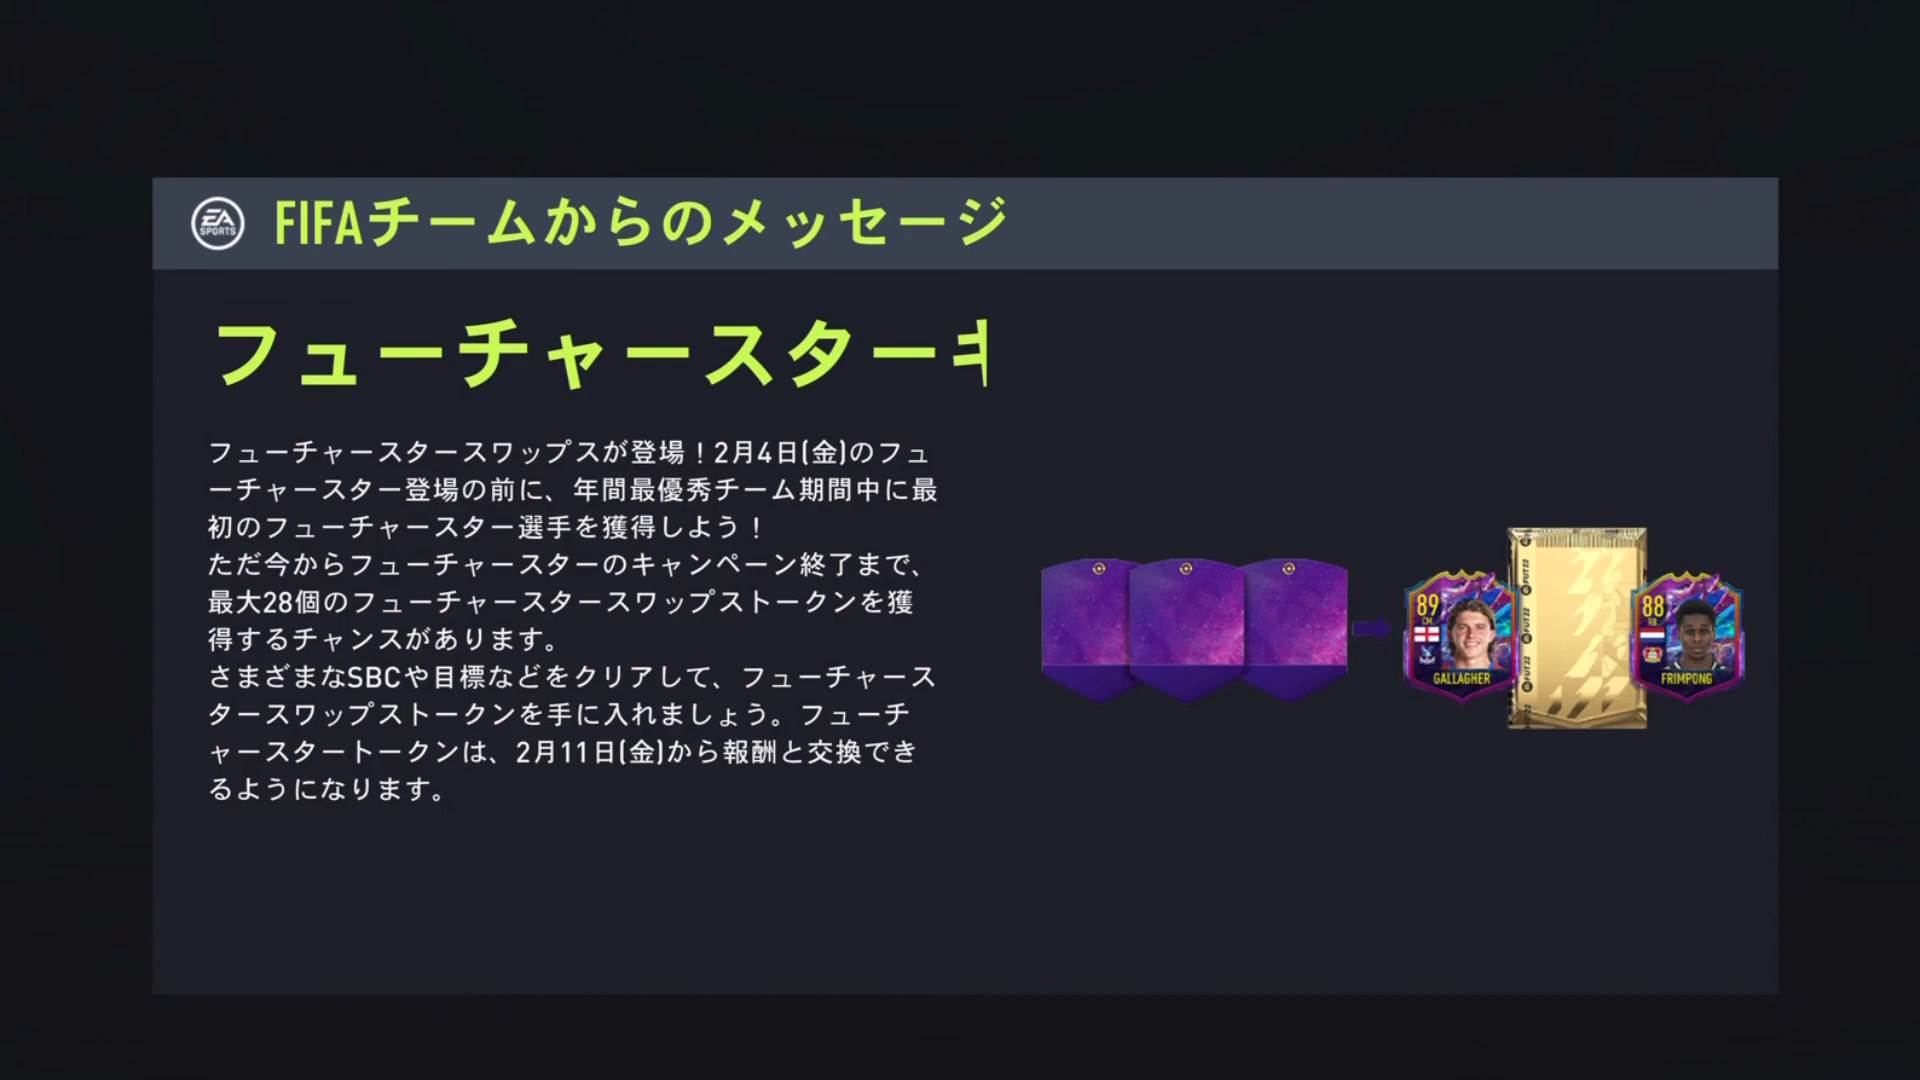 EA SPORTS
FIFAチームからのメッセージ
フューチャースター
フューチャースタースワップスが登場！2月4日(金)のフュ
ーチャースター登場の前に、年間最優秀チーム期間中に最
初のフューチャースター選手を獲得しよう！
ただ今からフューチャースターのキャンペーン終了まで、
最大28個のフューチャースタースワップストークンを獲
得するチャンスがあります。
さまざまなSBCや目標などをクリアして、フューチャース
タースワップストークンを手に入れましょう。フューチ
ャースタートークンは、2月11日(金)から報酬と交換でき
るようになります。
89
CM
GALLAGHER
FUT22
FUT22
FUT22
FUT22
22
88
RB
FRIMPONG